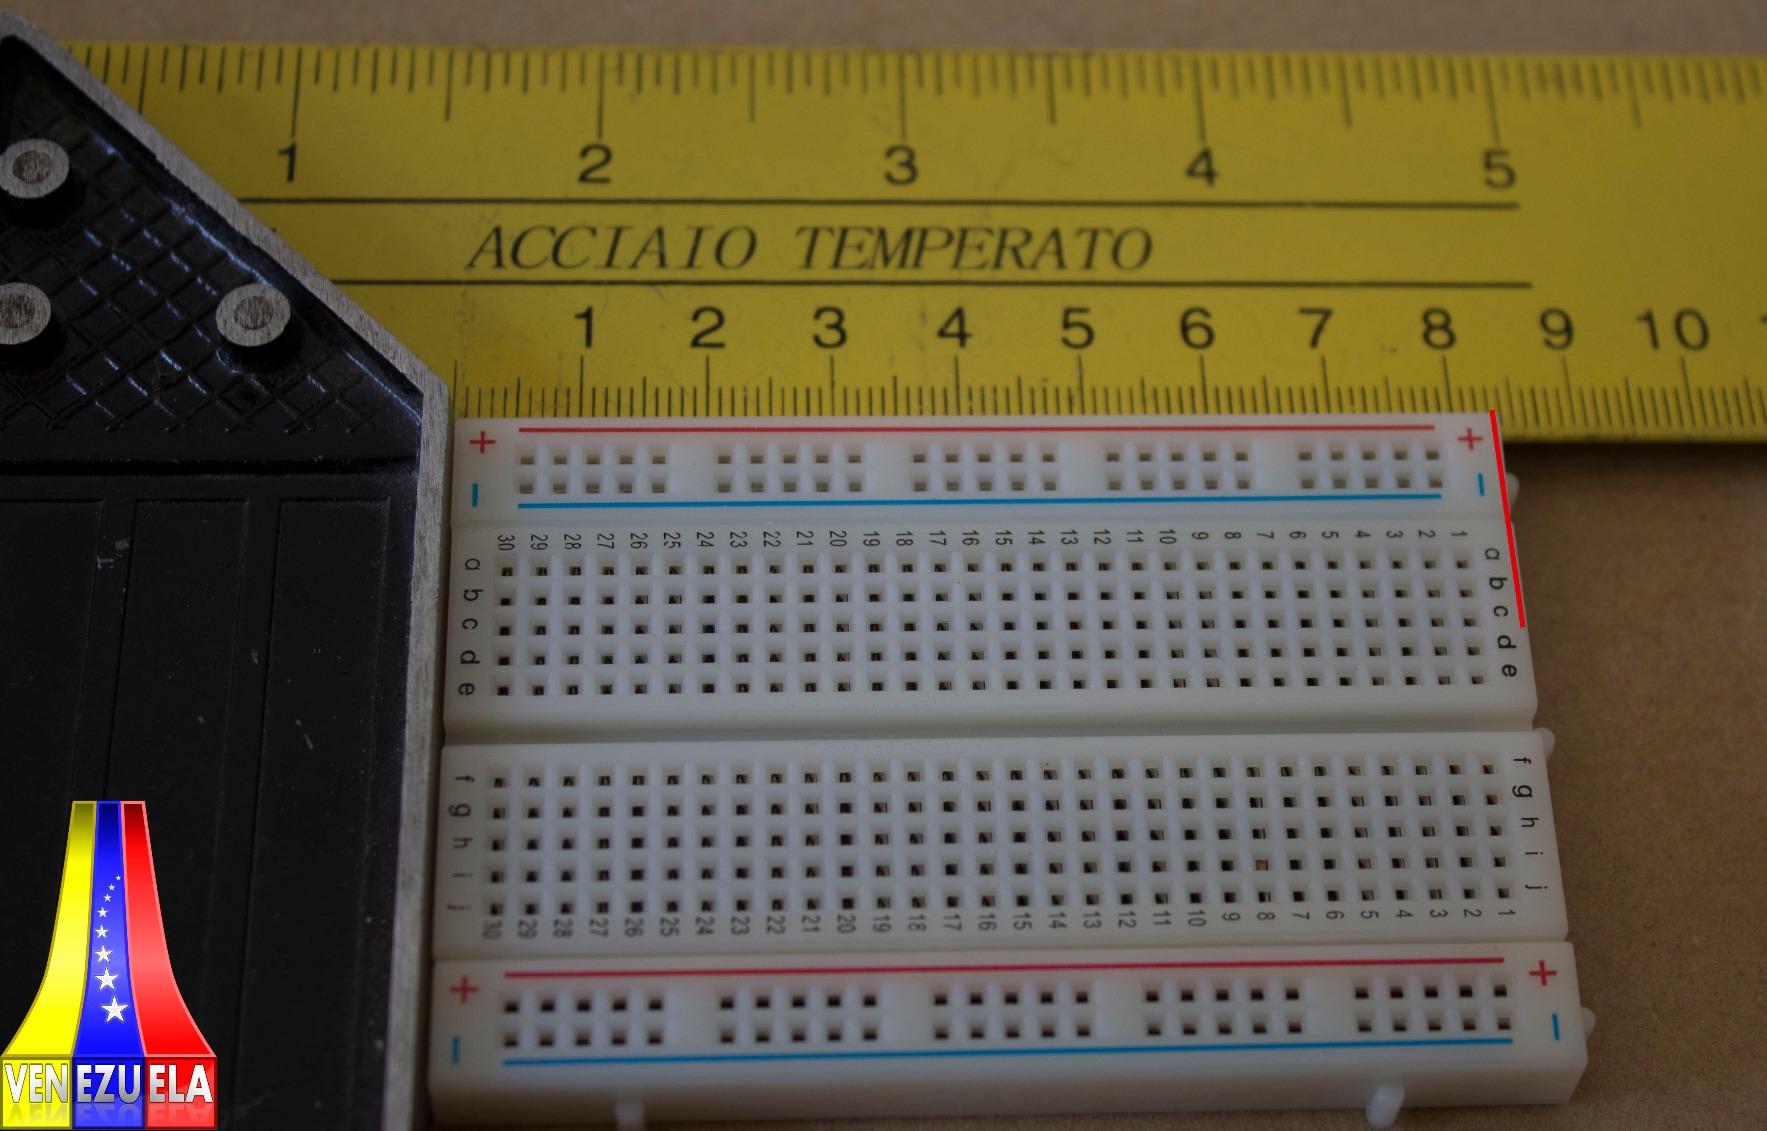 1 2 3 4 5
ACCIAIO TEMPERATO
1 2 3 4 5 6 7 8 9 10
+ +
- -
30 29 28 27 26 25 24 23 22 21 20 19 18 17 16 15 14 13 12 11 10 9 8 7 6 5 4 3 2 1
a a
b b
c c
d d
e e
f f
g g
h h
i i
j j
30 29 28 27 26 25 24 23 22 21 20 19 18 17 16 15 14 13 12 11 10 9 8 7 6 5 4 3 2 1
+ +
- -
VENEZUELA